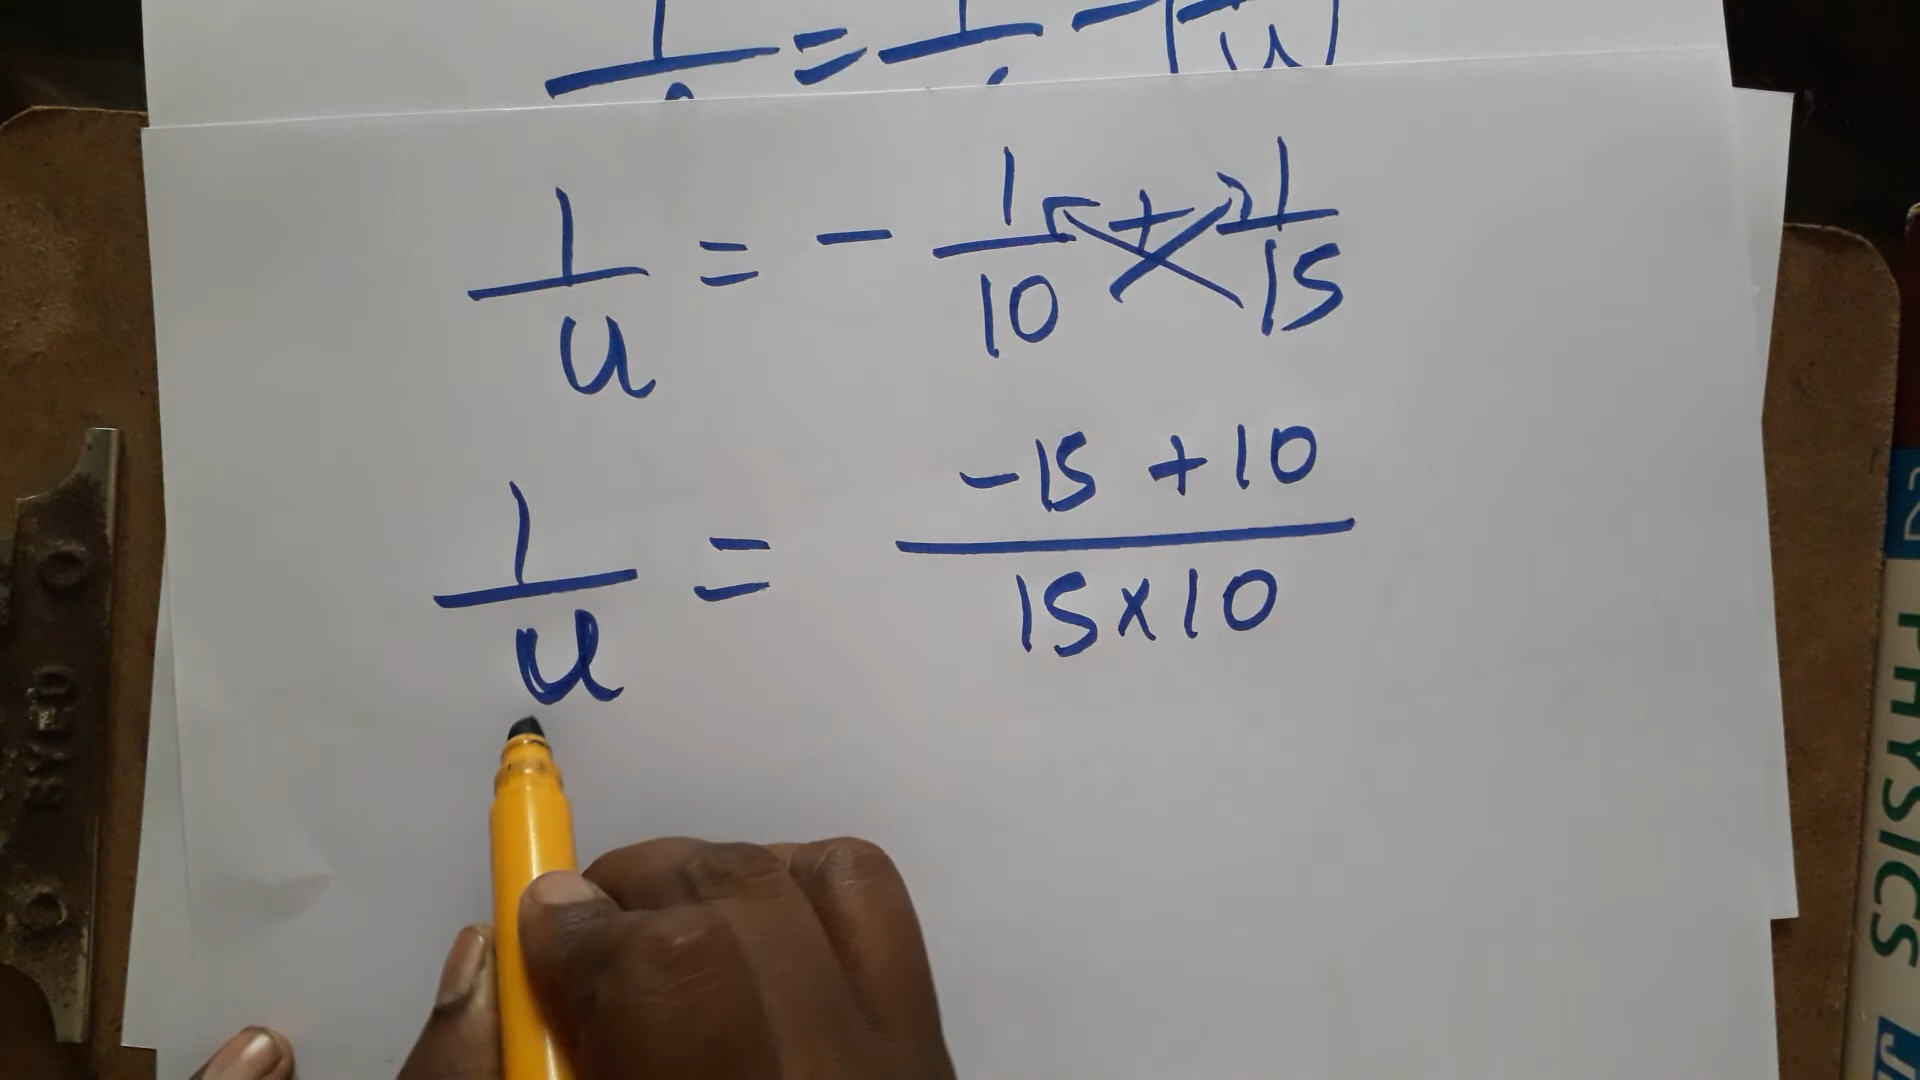 1/u = - 1/10 + 1/15
1/u = (-15 + 10)/(15 × 10)
PHYSICS